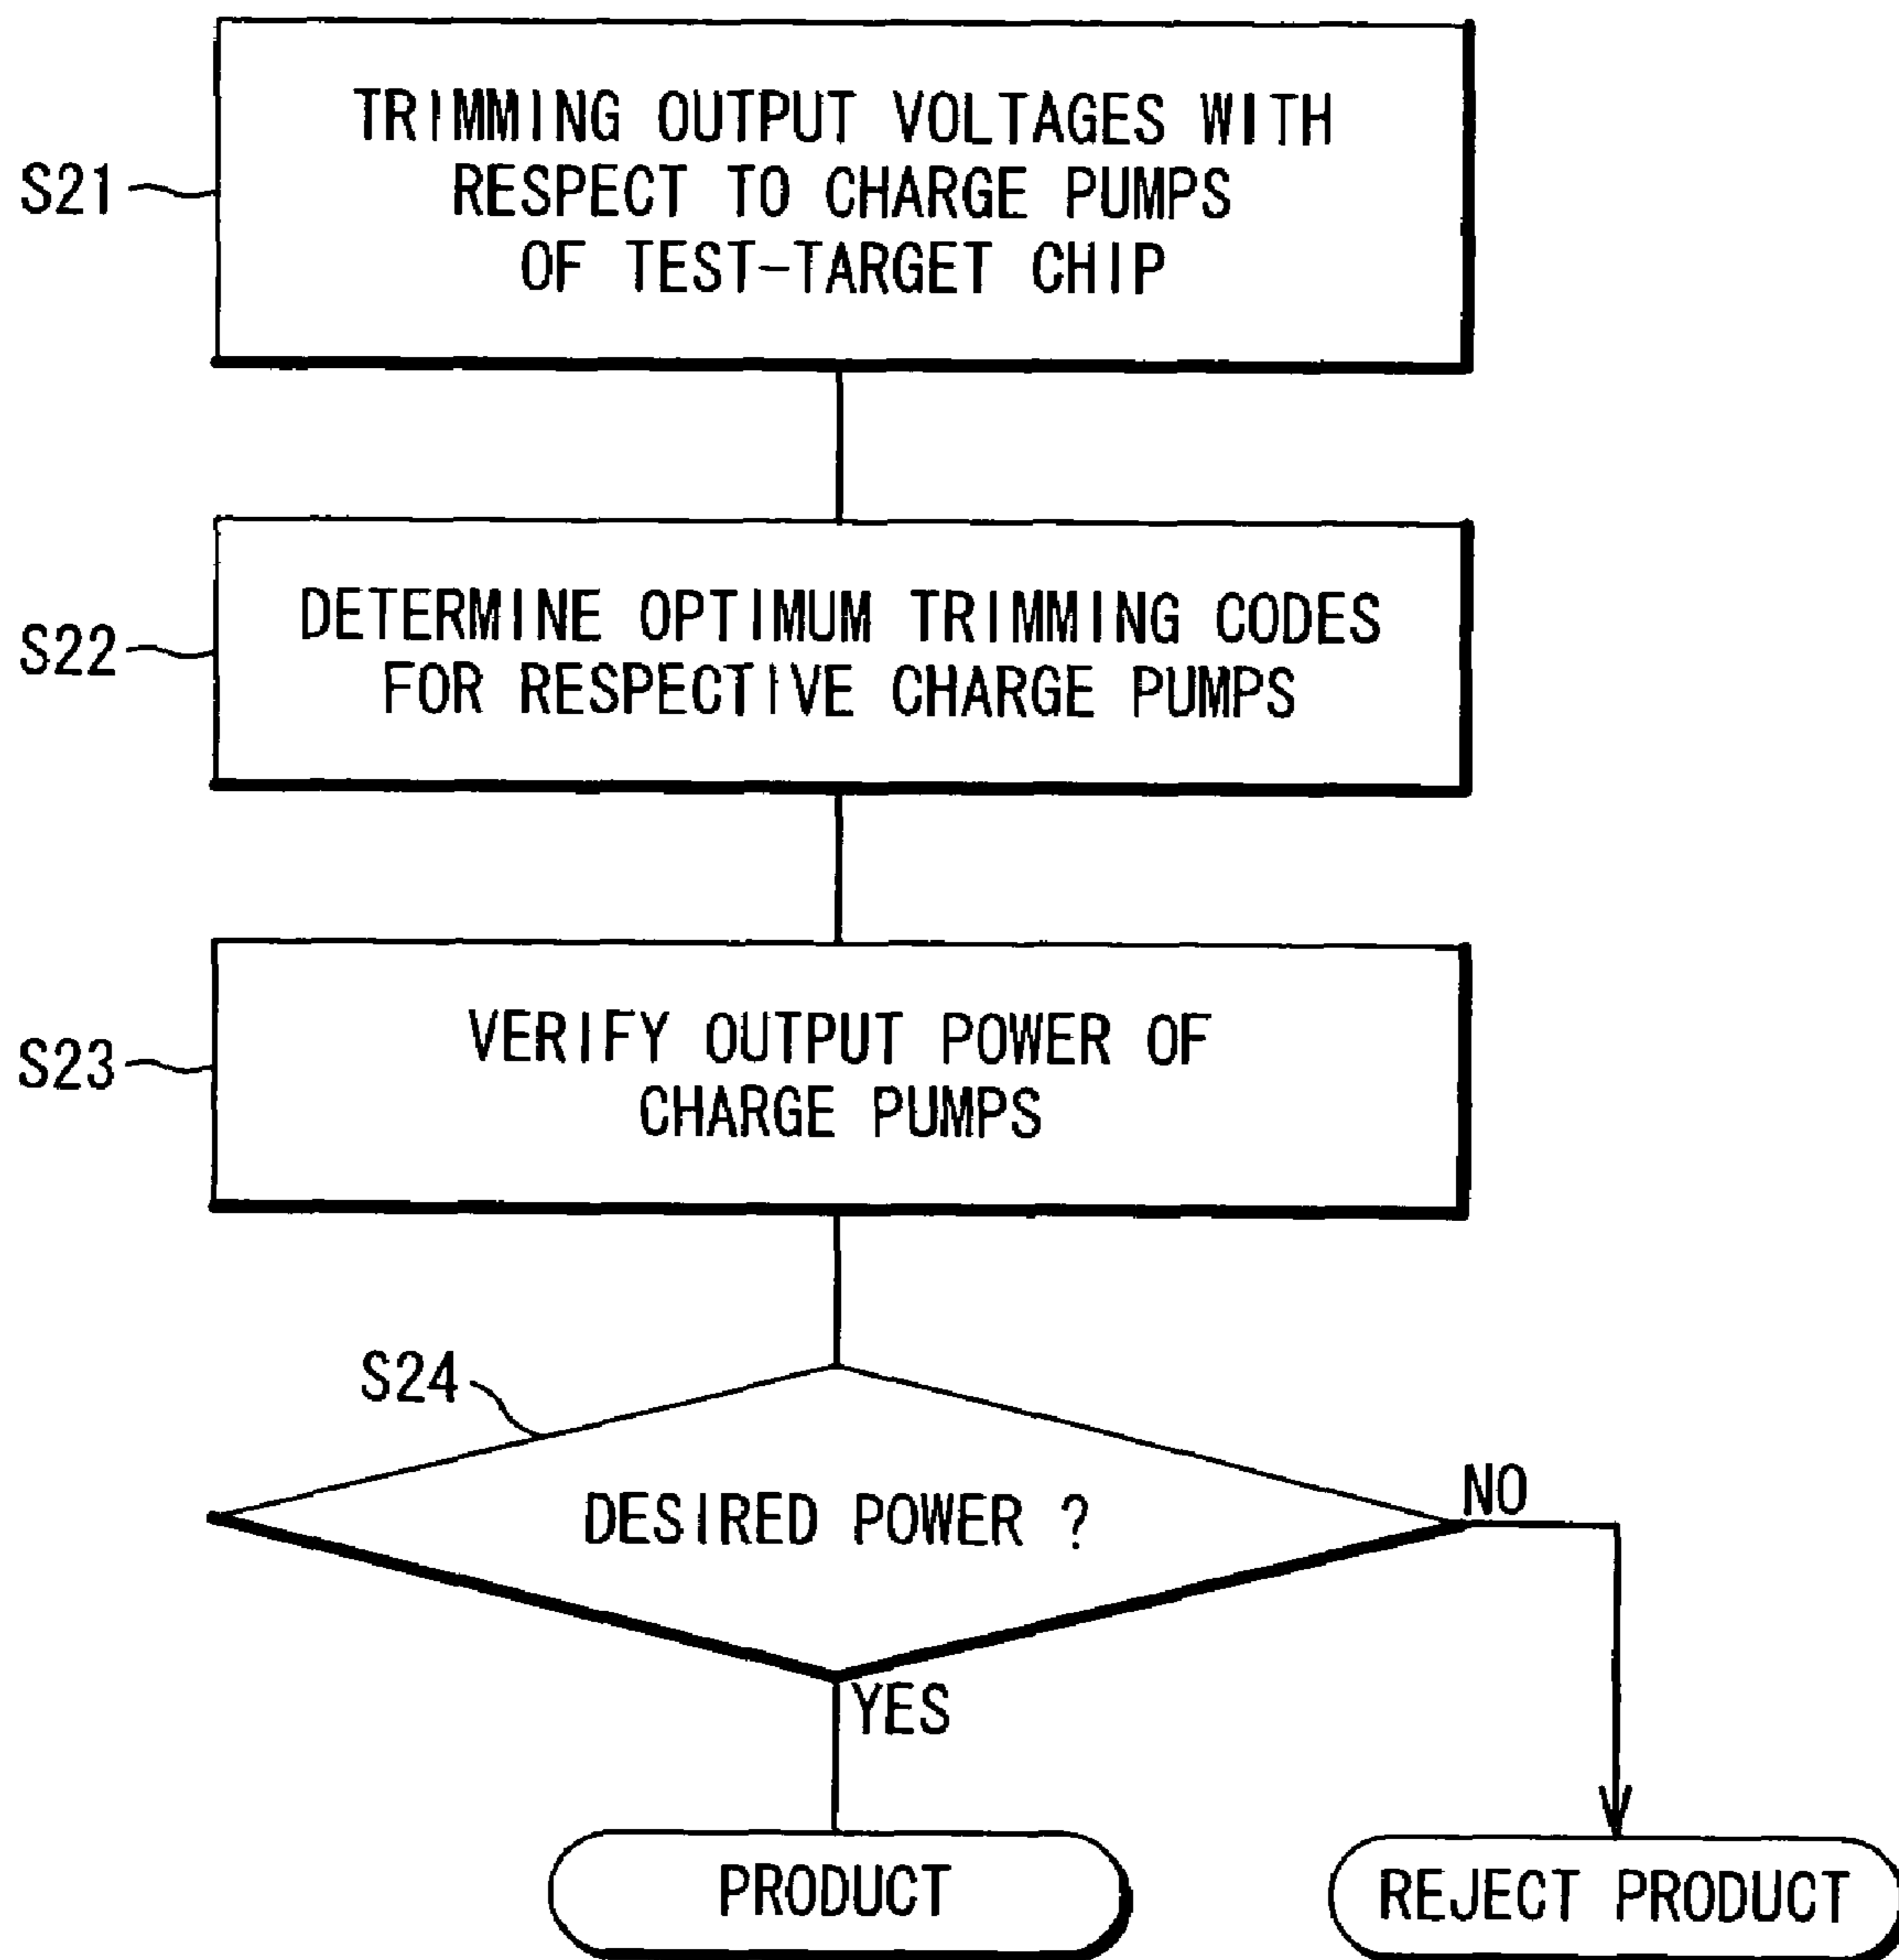 S21
TRIMMING OUTPUT VOLTAGES WITH
RESPECT TO CHARGE PUMPS
OF TEST-TARGET CHIP
S22
DETERMINE OPTIMUM TRIMMING CODES
FOR RESPECTIVE CHARGE PUMPS
S23
VERIFY OUTPUT POWER OF
CHARGE PUMPS
S24
DESIRED POWER ?
NO
YES
PRODUCT
REJECT PRODUCT